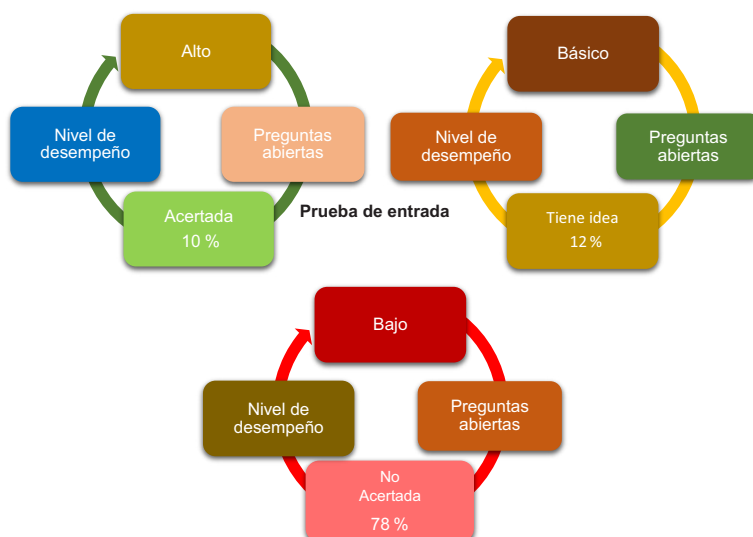 Alto
Nivel de
desempeño
Preguntas
abiertas
Acertada
10 %
Básico
Nivel de
desempeño
Preguntas
abiertas
Tiene idea
12 %
Prueba de entrada
Bajo
Nivel de
desempeño
Preguntas
abiertas
No
Acertada
78 %